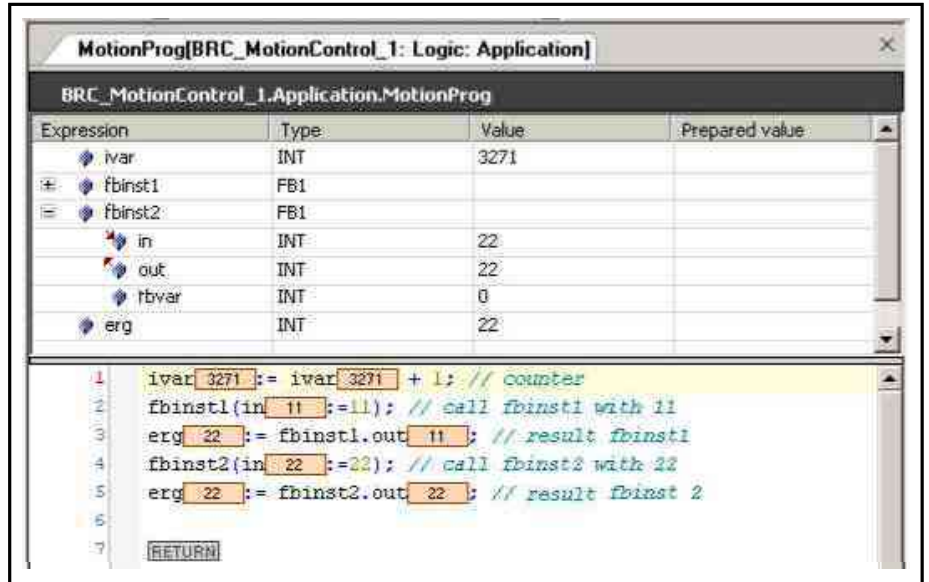 MotionProg[BRC_MotionControl_1: Logic: Application]
BRC_MotionControl_1.Application.MotionProg
Expression Type Value Prepared value
ivar INT 3271
fbinst1 FB1
fbinst2 FB1
in INT 22
out INT 22
fbvar INT 0
erg INT 22
1 ivar 3271 := ivar 3271 + 1; // counter
2 fbinst1(in 11 :=11); // call fbinst1 with 11
3 erg 22 := fbinst1.out 11 ; // result fbinst1
4 fbinst2(in 22 :=22); // call fbinst2 with 22
5 erg 22 := fbinst2.out 22 ; // result fbinst 2
6
7 RETURN